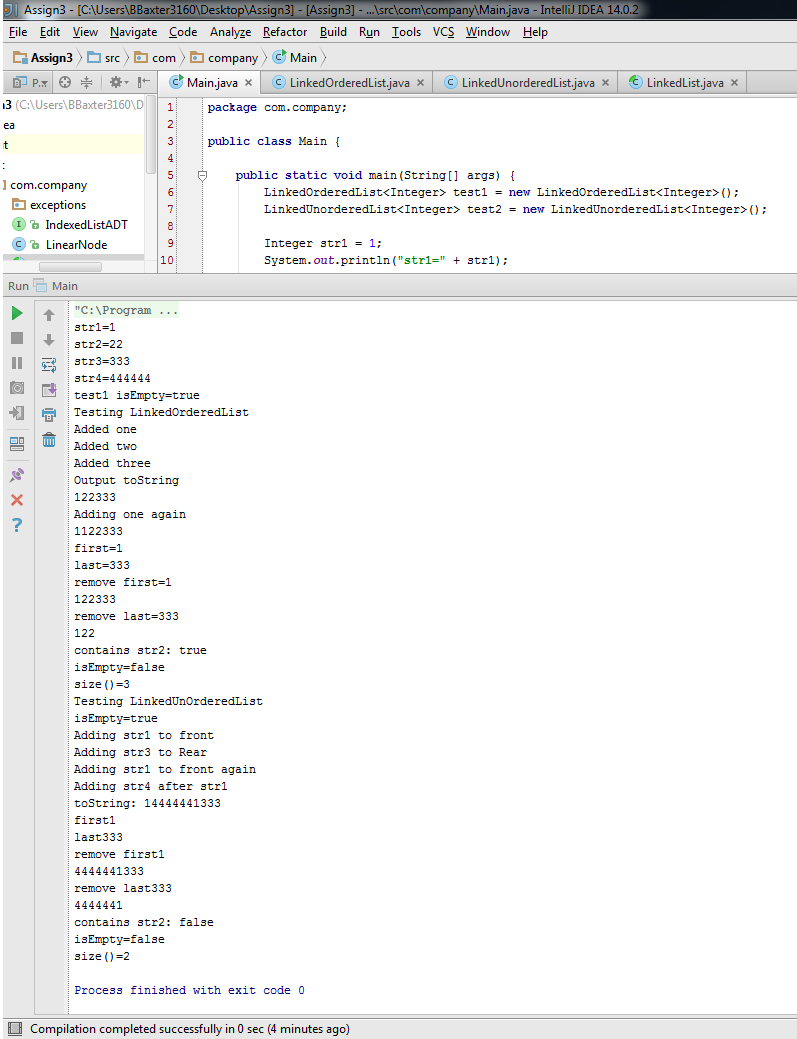 Assign3 - [C:\Users\BBaxter3160\Desktop\Assign3] - [Assign3] - ...\src\com\company\Main.java - IntelliJ IDEA 14.0.2
File Edit View Navigate Code Analyze Refactor Build Run Tools VCS Window Help
Assign3 src com company Main
P.. Main.java LinkedOrderedList.java LinkedUnorderedList.java LinkedList.java
13 (C:\Users\BBaxter3160\D
ea
t
:
com.company
exceptions
IndexedListADT
LinearNode
1 package com.company;
2
3 public class Main {
4
5 public static void main(String[] args) {
6 LinkedOrderedList<Integer> test1 = new LinkedOrderedList<Integer>();
7 LinkedUnorderedList<Integer> test2 = new LinkedUnorderedList<Integer>();
8
9 Integer str1 = 1;
10 System.out.println("str1=" + str1);
Run Main
"C:\Program ...
str1=1
str2=22
str3=333
str4=444444
test1 isEmpty=true
Testing LinkedOrderedList
Added one
Added two
Added three
Output toString
122333
Adding one again
1122333
first=1
last=333
remove first=1
122333
remove last=333
122
contains str2: true
isEmpty=false
size()=3
Testing LinkedUnOrderedList
isEmpty=true
Adding str1 to front
Adding str3 to Rear
Adding str1 to front again
Adding str4 after str1
toString: 14444441333
first1
last333
remove first1
4444441333
remove last333
4444441
contains str2: false
isEmpty=false
size()=2
Process finished with exit code 0
Compilation completed successfully in 0 sec (4 minutes ago)